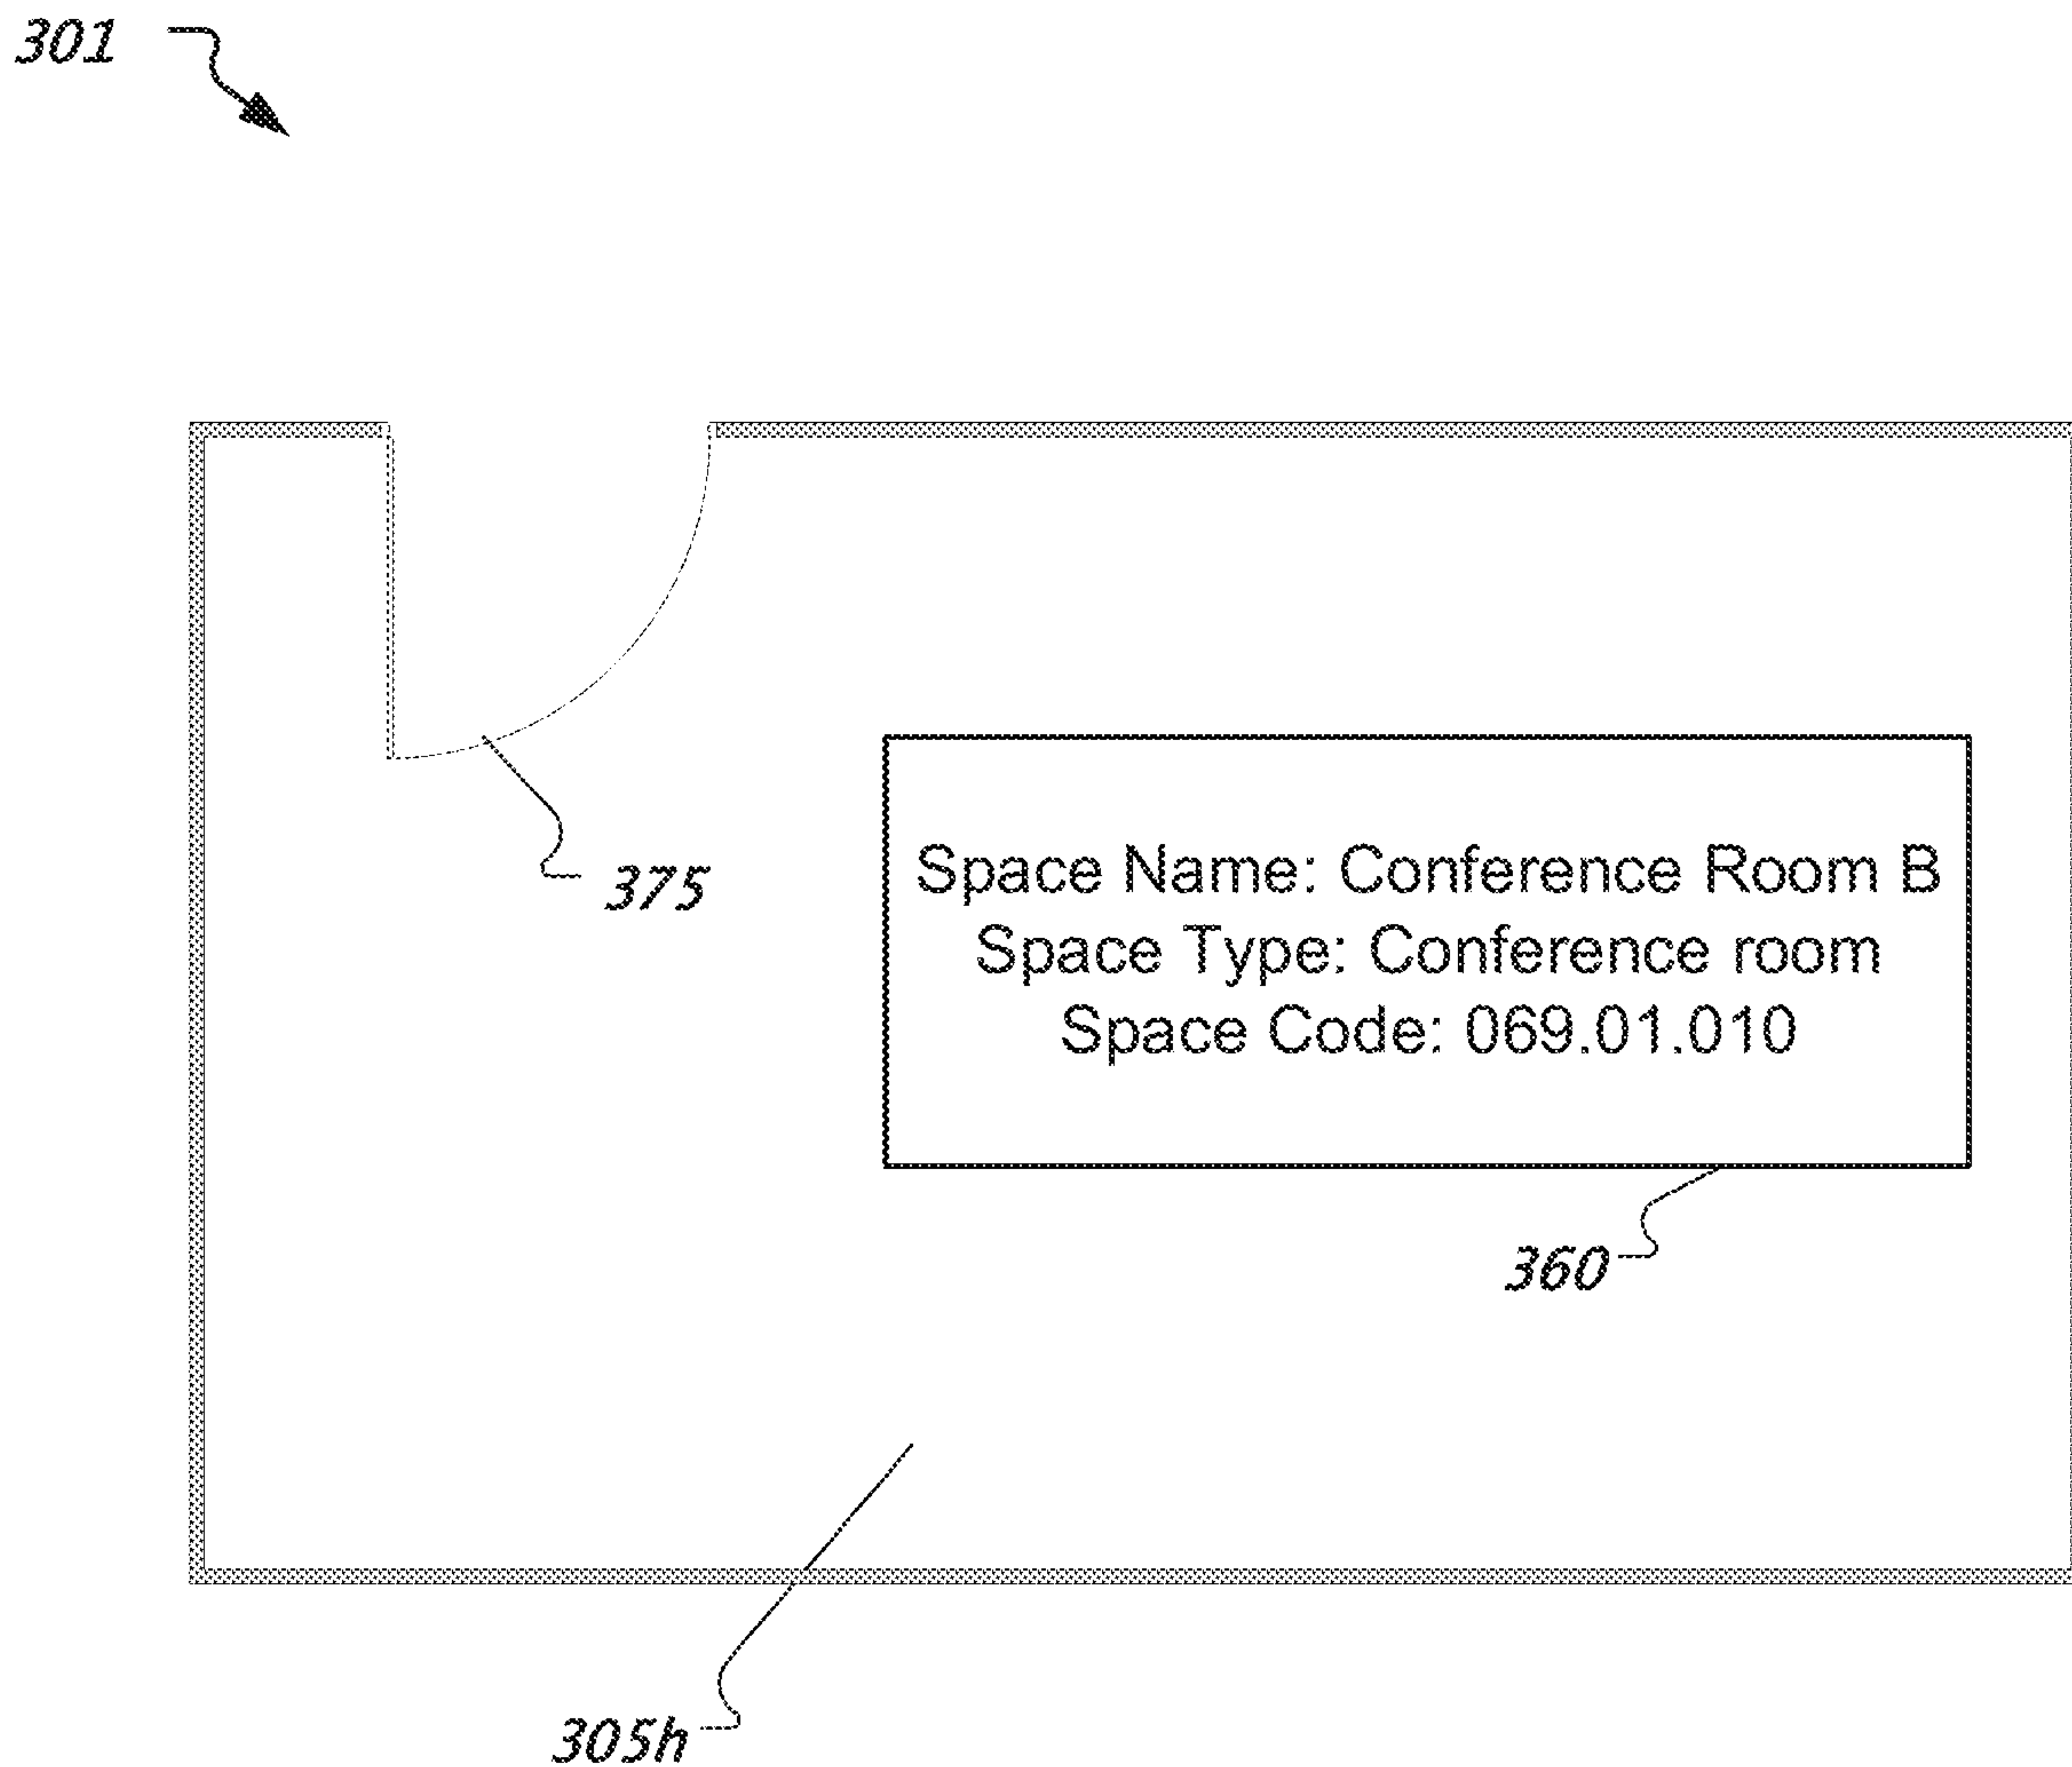 301
375
Space Name: Conference Room B
Space Type: Conference room
Space Code: 069.01.010
360
305h